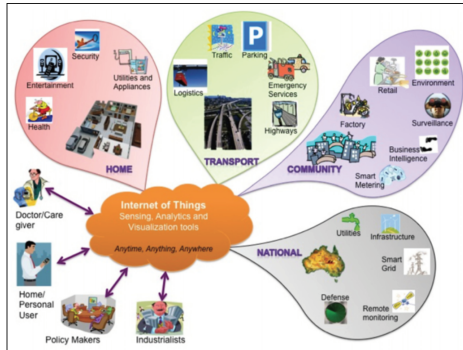 Security
Entertainment
Utilities and
Appliances
Health
HOME
Traffic
Parking
P
Logistics
Emergency
Services
Highways
TRANSPORT
Environment
Retail
Factory
Surveillance
Business
Intelligence
COMMUNITY
Smart
Metering
Internet of Things
Sensing, Analytics and
Visualization tools
Anytime, Anything, Anywhere
Doctor/Care
giver
Home/
Personal
User
Policy Makers
Industrialists
NATIONAL
Utilities
Infrastructure
Smart
Grid
Defense
Remote
monitoring